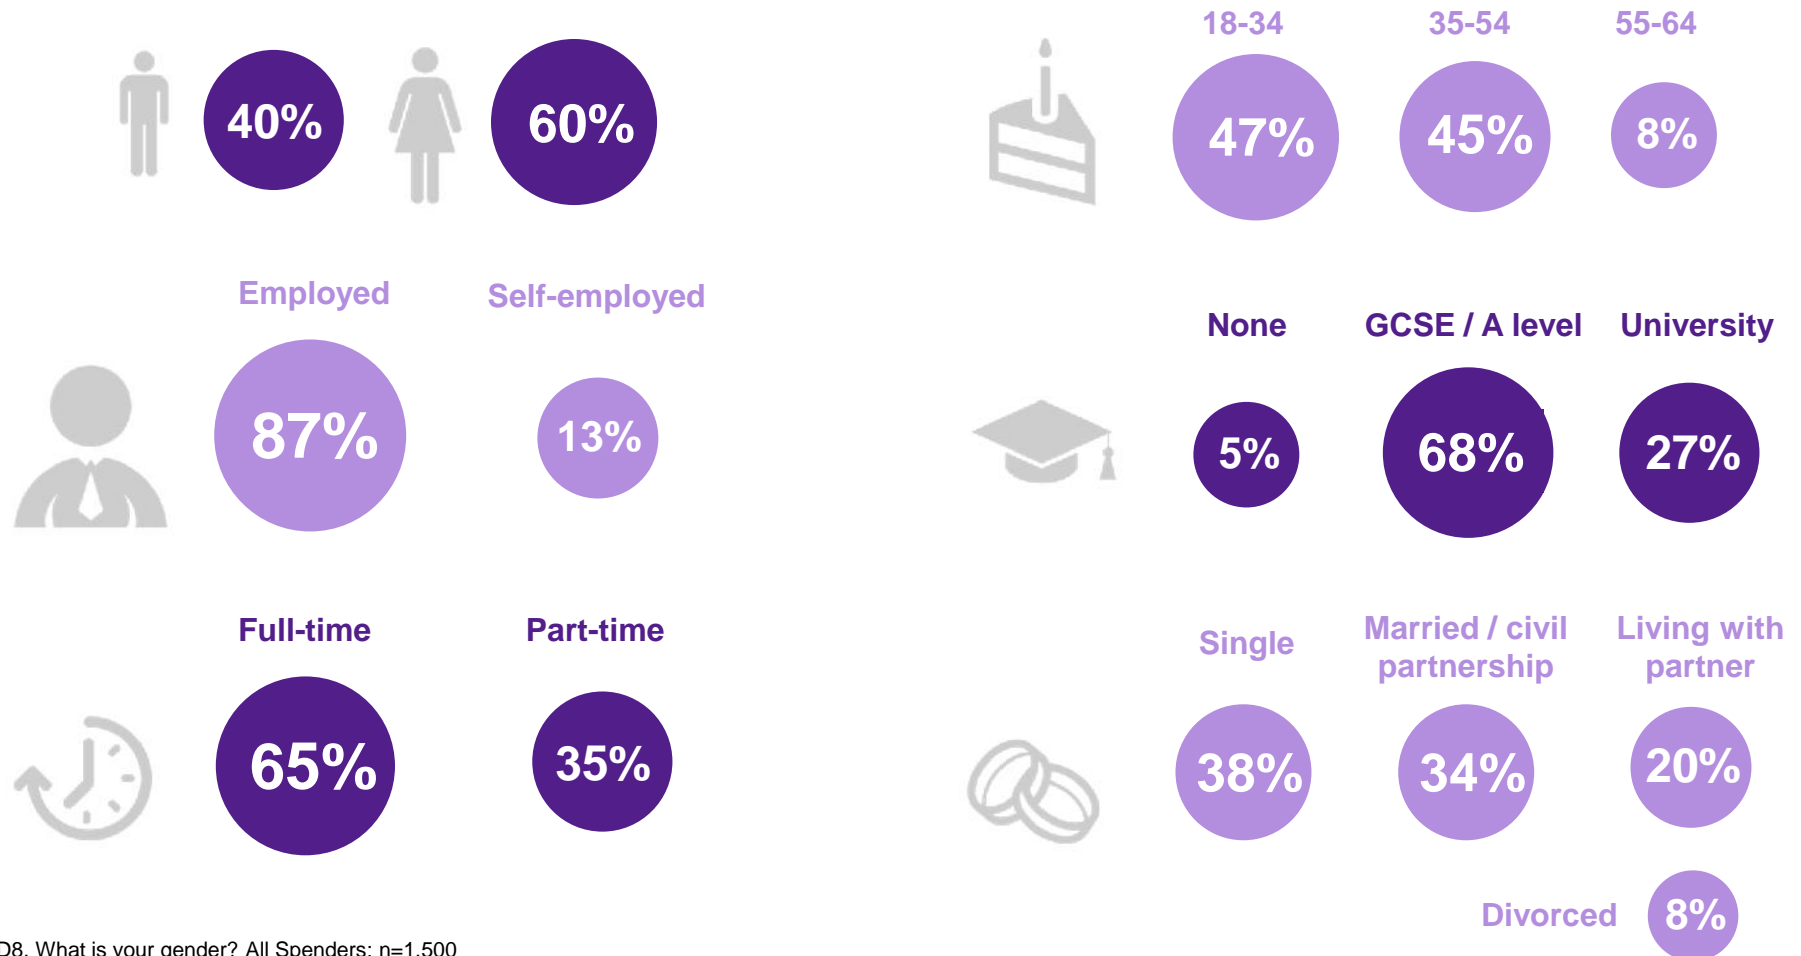 40%
60%
18-34
35-54
55-64
47%
45%
8%
Employed
Self-employed
87%
13%
None
GCSE / A level
University
5%
68%
27%
Full-time
Part-time
65%
35%
Single
Married / civil
partnership
Living with
partner
38%
34%
20%
Divorced
8%
D8. What is your gender? All Spenders: n=1,500